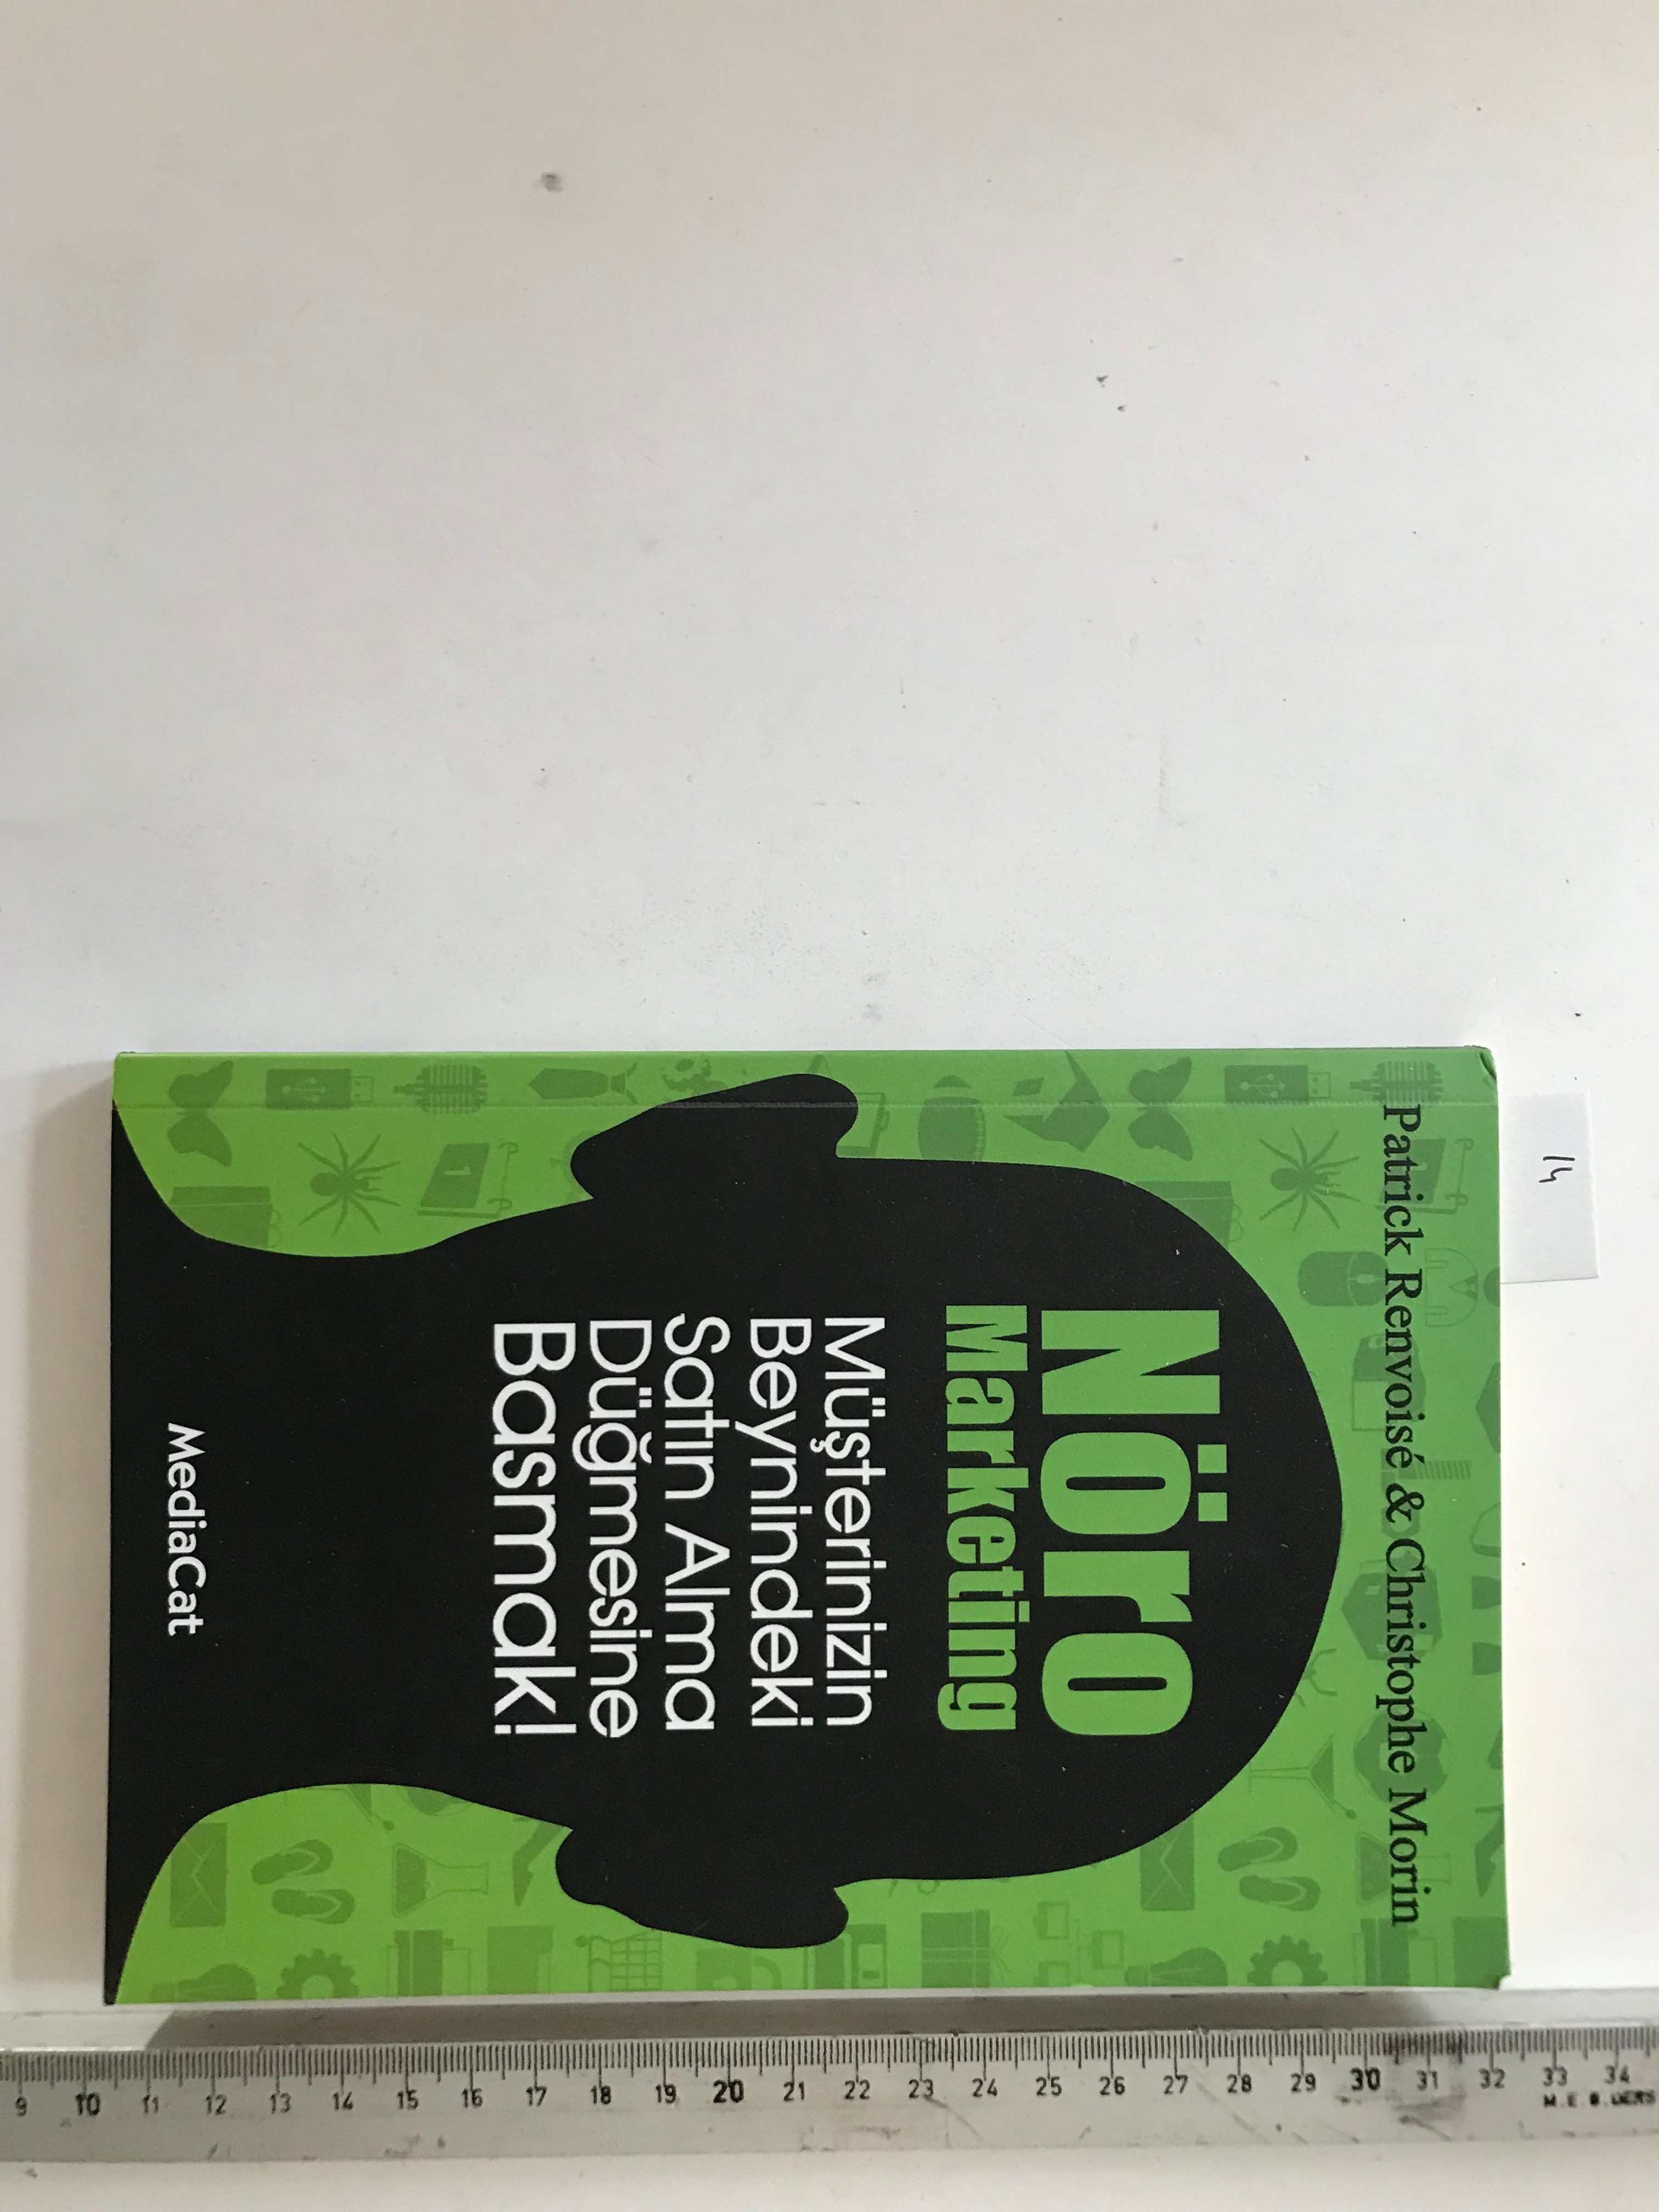 Patrick Renvoisé & Christophe Morin
Nöro
Marketing
Müşterinizin
Beynindeki
Satın Alma
Düğmesine
Basmak!
MediaCat
14
9 10 11 12 13 14 15 16 17 18 19 20 21 22 23 24 25 26 27 28 29 30 31 32 33 34